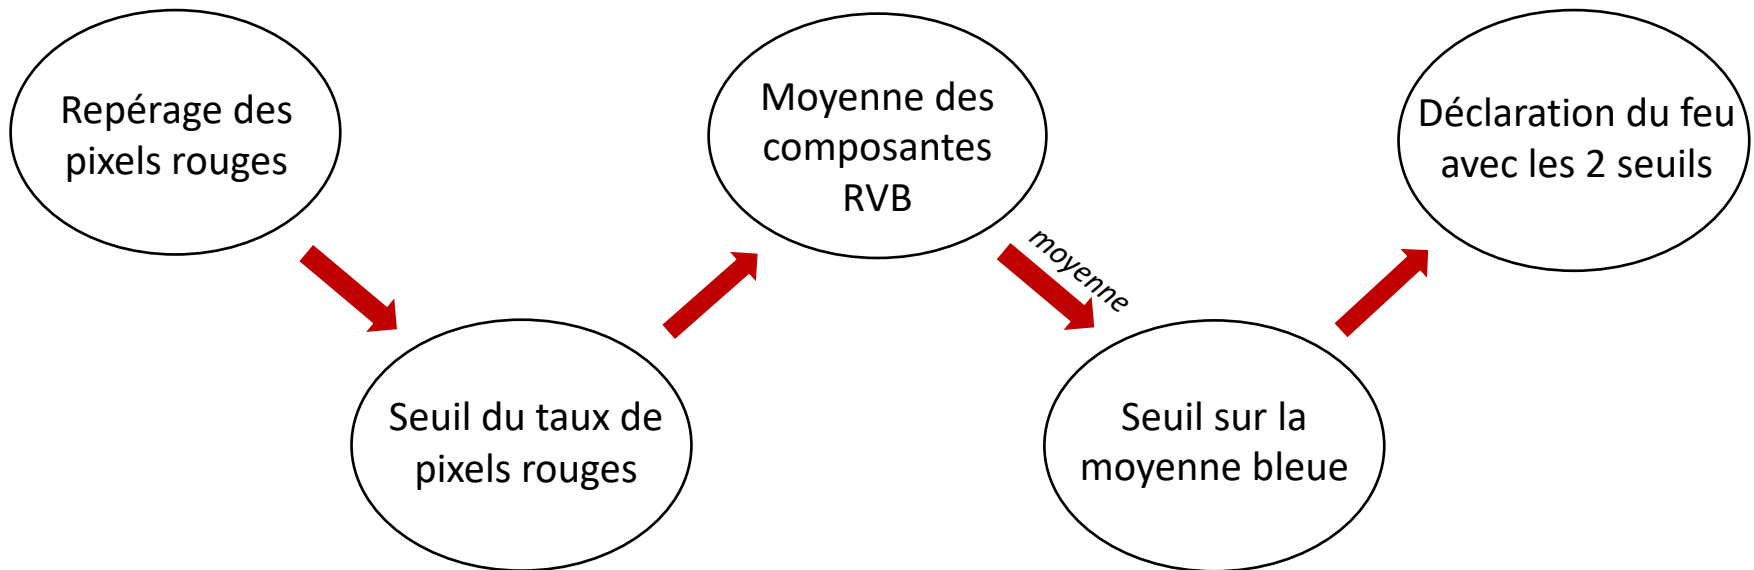 Repérage des
pixels rouges
Seuil du taux de
pixels rouges
Moyenne des
composantes
RVB
moyenne
Seuil sur la
moyenne bleue
Déclaration du feu
avec les 2 seuils